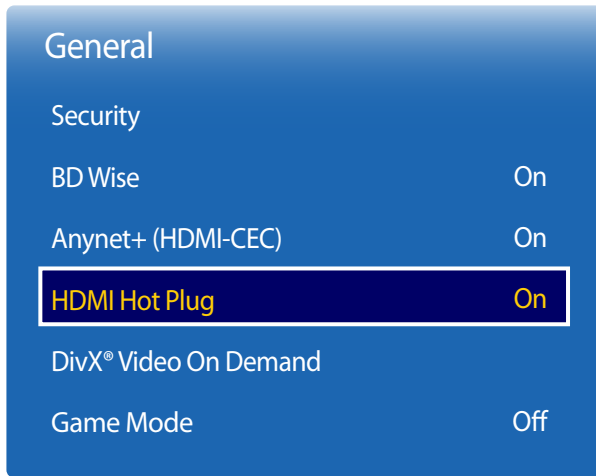 General
Security
BD Wise On
Anynet+ (HDMI-CEC) On
HDMI Hot Plug On
DivX® Video On Demand
Game Mode Off